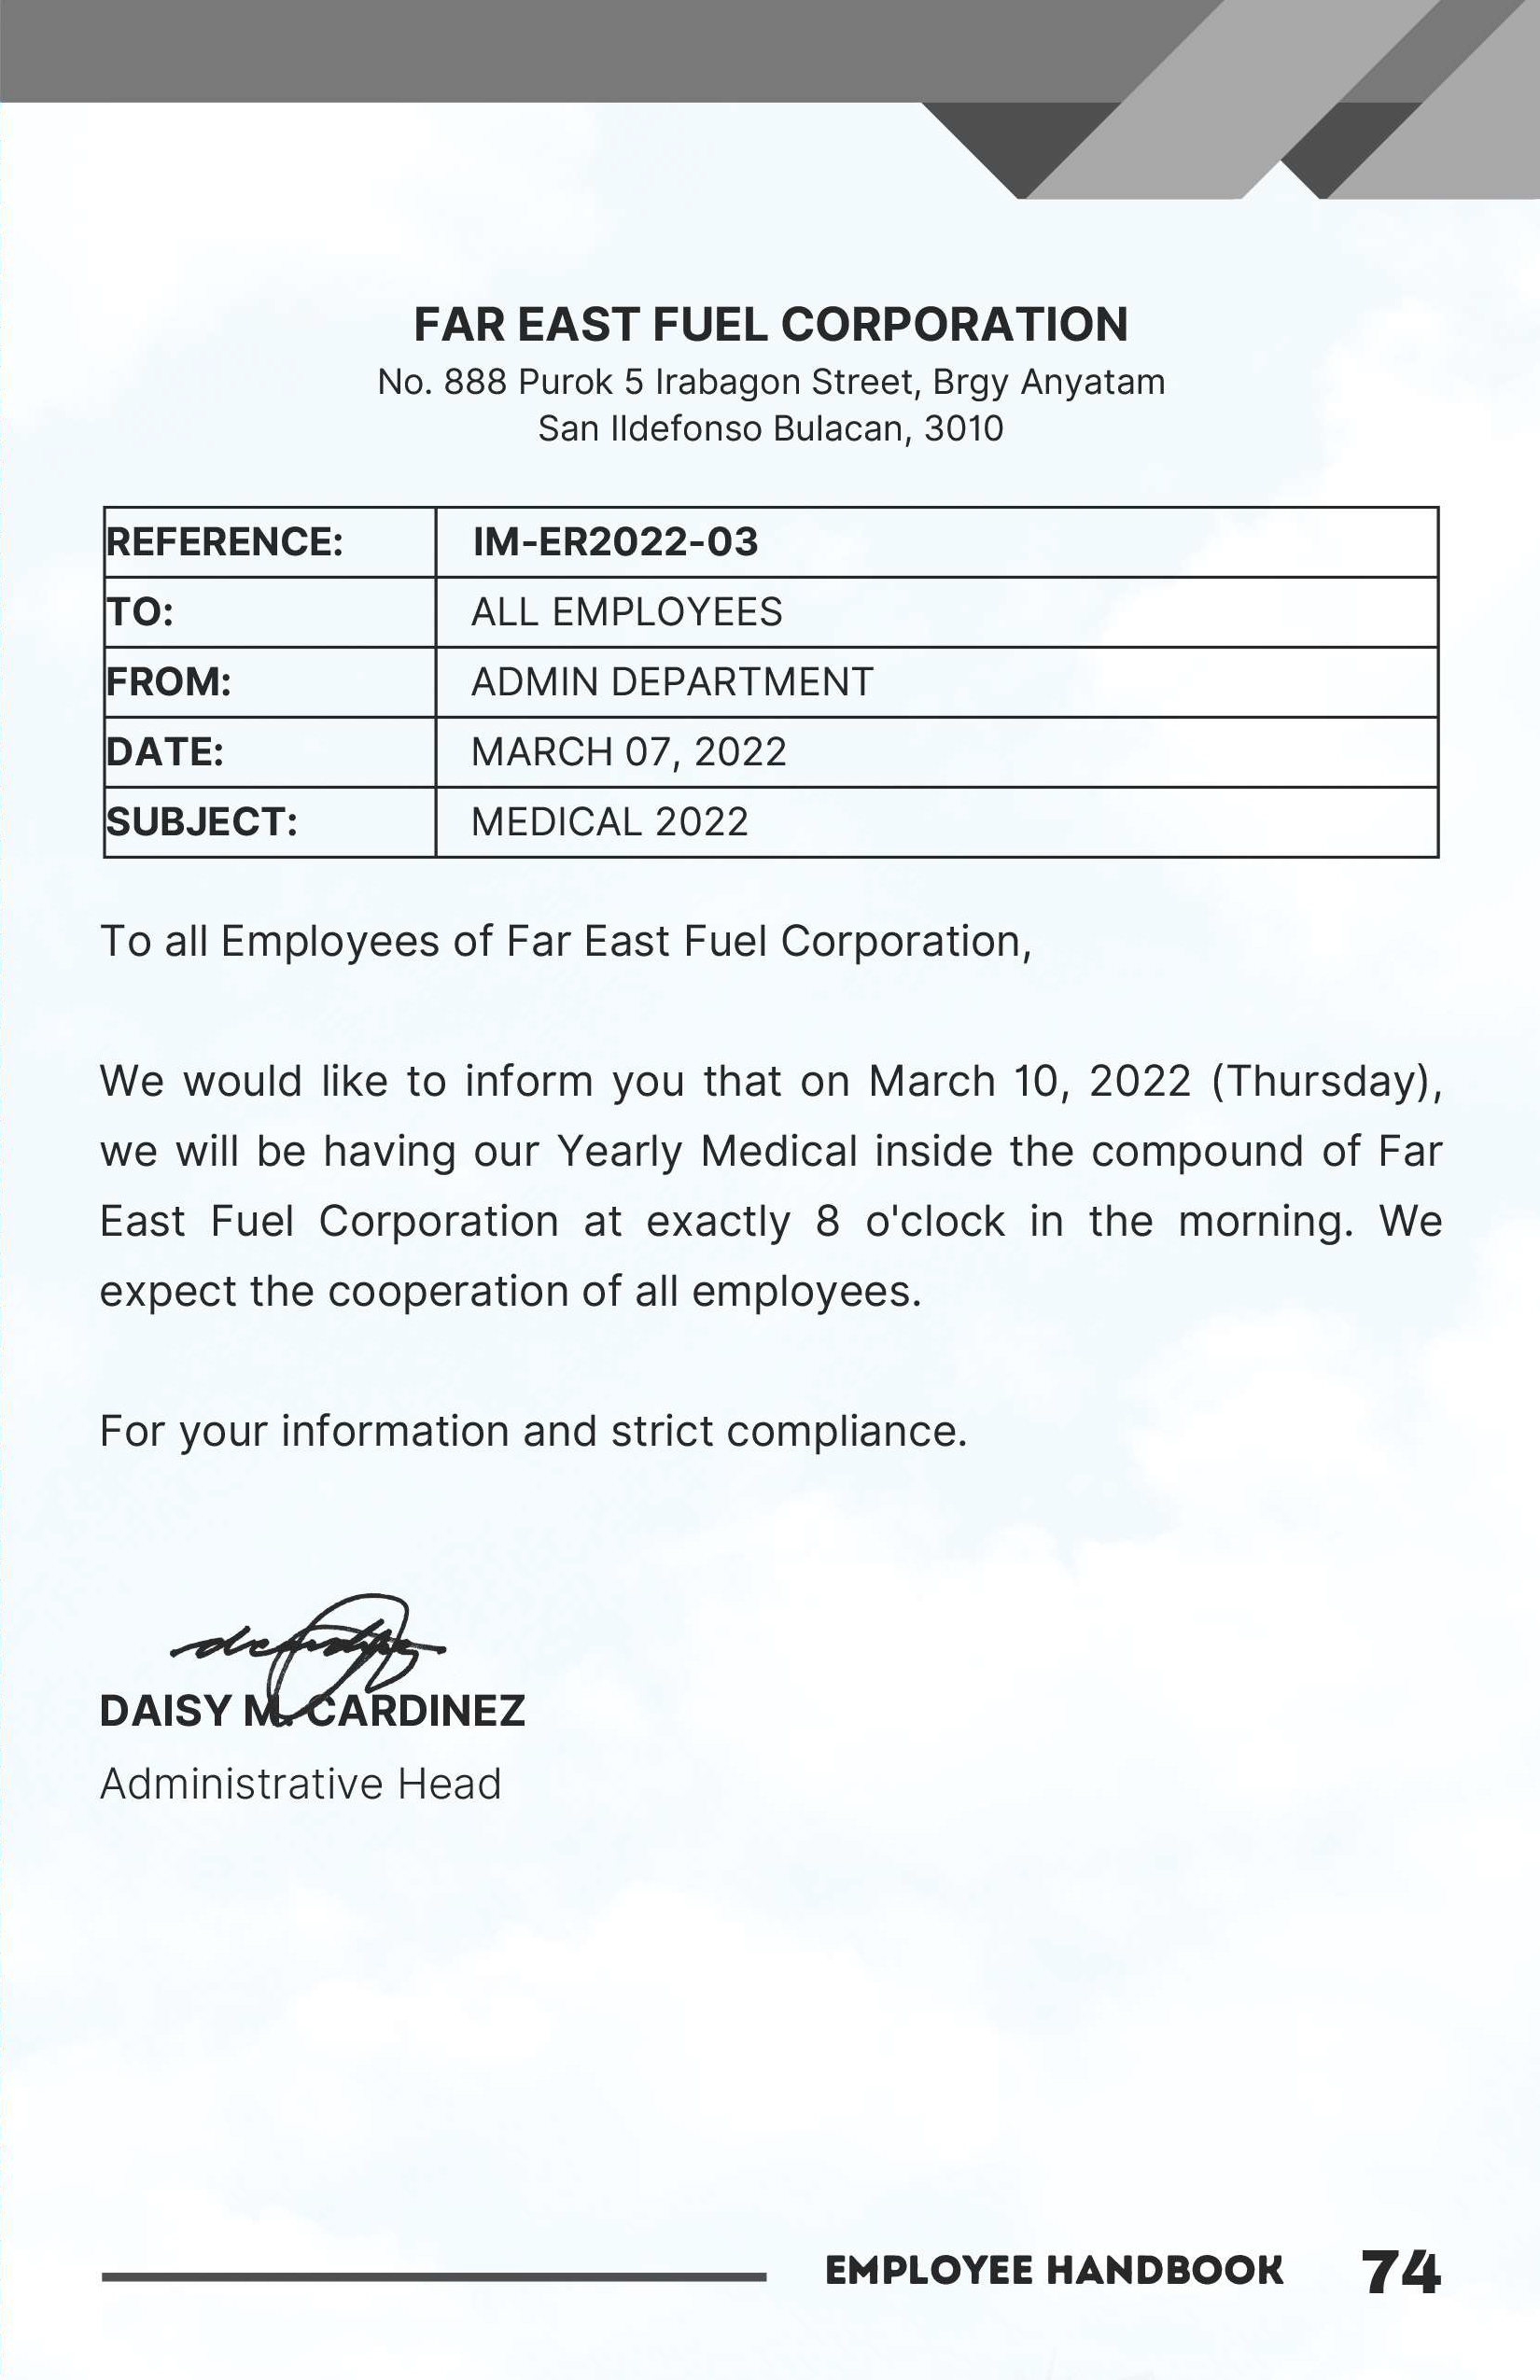 FAR EAST FUEL CORPORATION
No. 888 Purok 5 Irabagon Street, Brgy Anyatam
San Ildefonso Bulacan, 3010
REFERENCE: IM-ER2022-03
TO: ALL EMPLOYEES
FROM: ADMIN DEPARTMENT
DATE: MARCH 07, 2022
SUBJECT: MEDICAL 2022
To all Employees of Far East Fuel Corporation,
We would like to inform you that on March 10, 2022 (Thursday),
we will be having our Yearly Medical inside the compound of Far
East Fuel Corporation at exactly 8 o'clock in the morning. We
expect the cooperation of all employees.
For your information and strict compliance.
DAISY M. CARDINEZ
Administrative Head
EMPLOYEE HANDBOOK 74